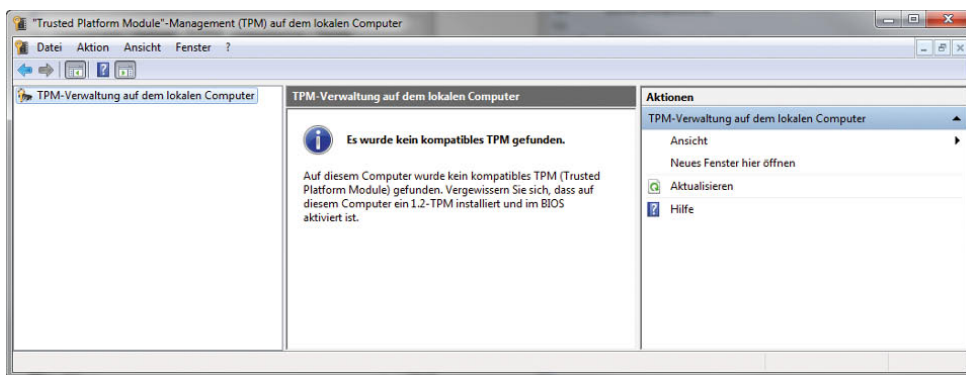 "Trusted Platform Module"-Management (TPM) auf dem lokalen Computer
Datei Aktion Ansicht Fenster ?
TPM-Verwaltung auf dem lokalen Computer
TPM-Verwaltung auf dem lokalen Computer
Es wurde kein kompatibles TPM gefunden.
Auf diesem Computer wurde kein kompatibles TPM (Trusted
Platform Module) gefunden. Vergewissern Sie sich, dass auf
diesem Computer ein 1.2-TPM installiert und im BIOS
aktiviert ist.
Aktionen
TPM-Verwaltung auf dem lokalen Computer
Ansicht
Neues Fenster hier öffnen
Aktualisieren
Hilfe